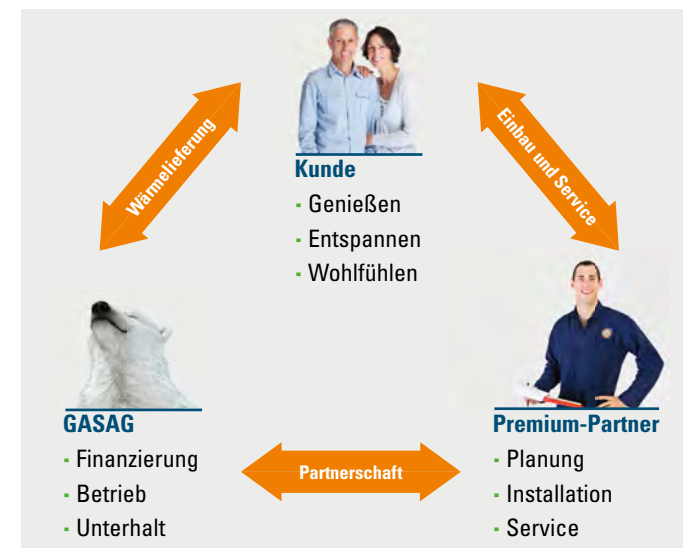 Wärmelieferung
Einbau und Service
Kunde
- Genießen
- Entspannen
- Wohlfühlen
GASAG
- Finanzierung
- Betrieb
- Unterhalt
Partnerschaft
Premium-Partner
- Planung
- Installation
- Service